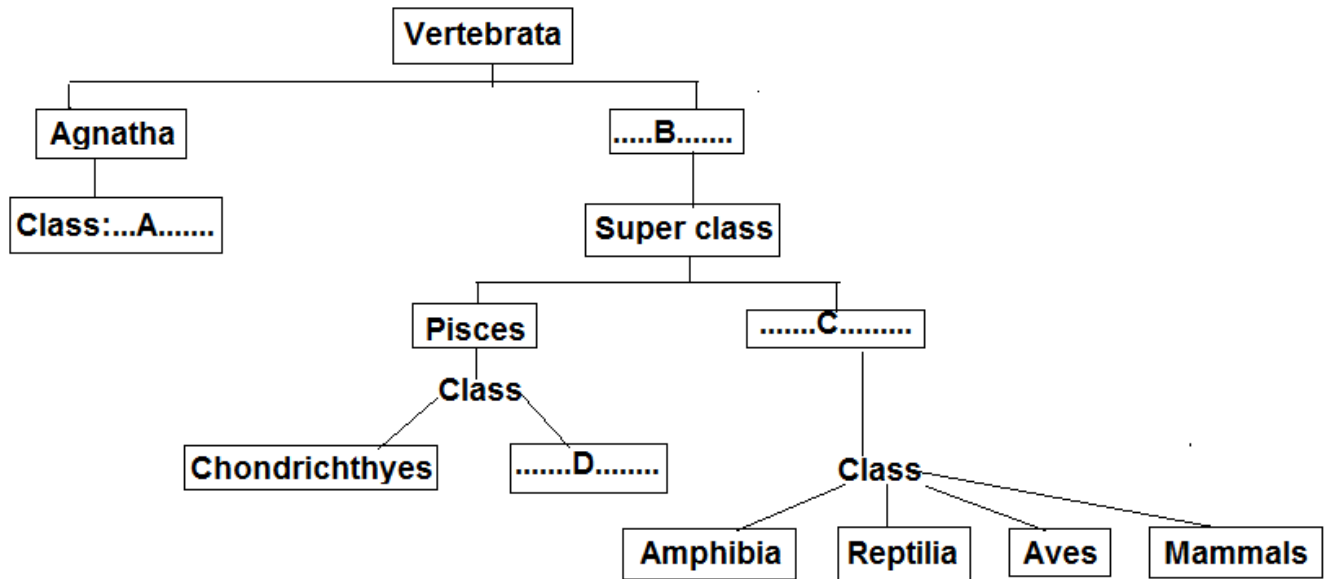 Vertebrata
Agnatha
.....B.......
Class:...A.......
Super class
Pisces
.......C.........
Class
Chondrichthyes
.......D........
Class
Amphibia
Reptilia
Aves
Mammals